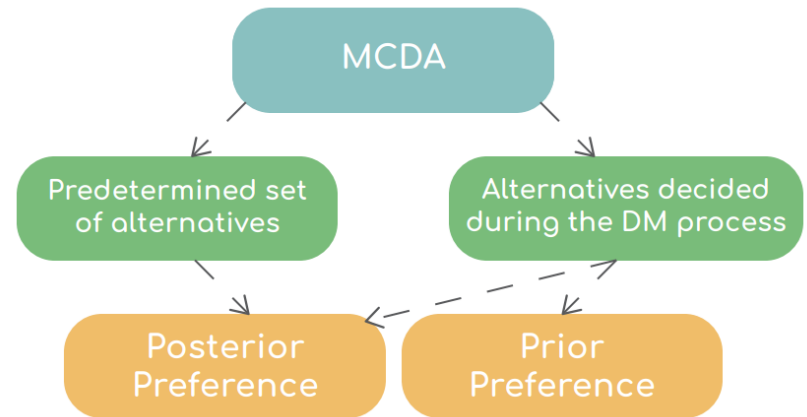 MCDA
Predetermined set
of alternatives
Alternatives decided
during the DM process
Posterior
Preference
Prior
Preference